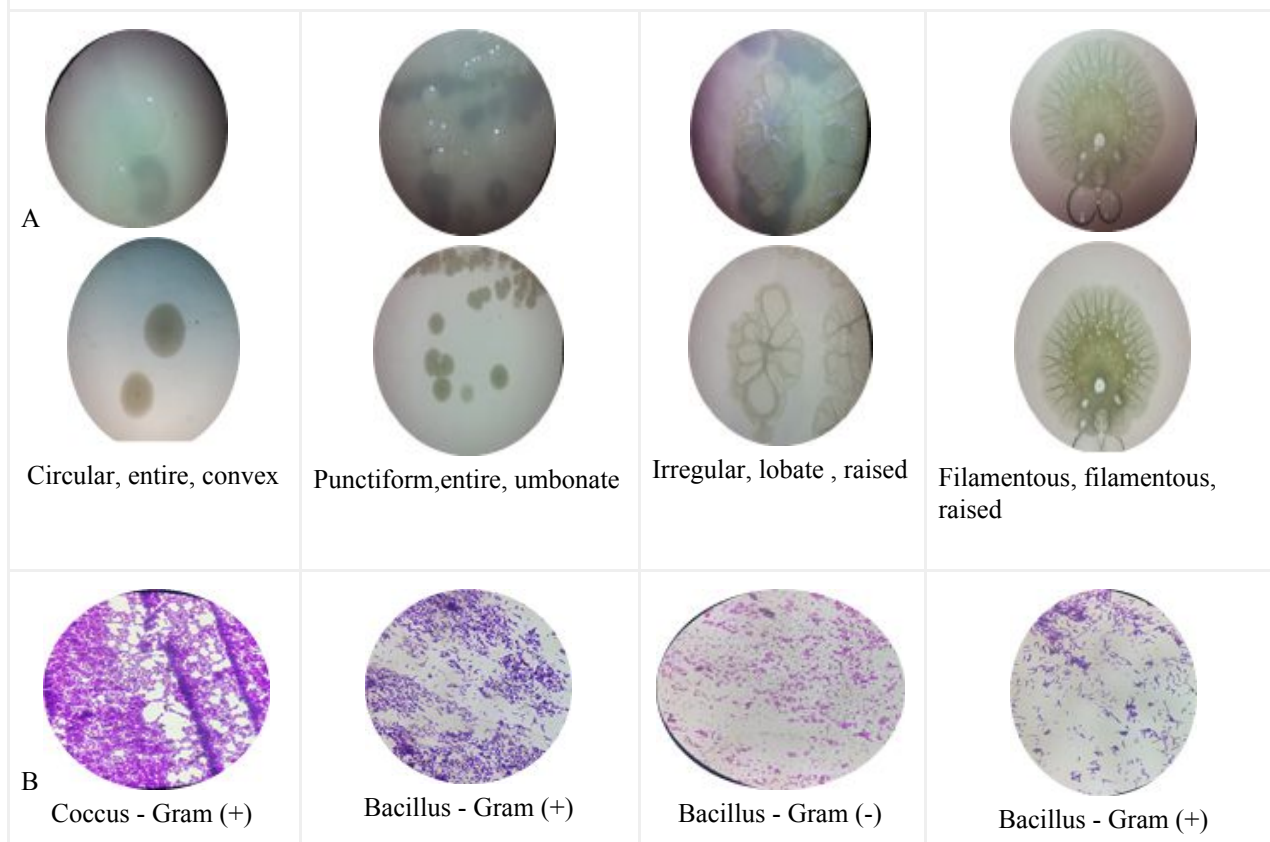 A
Circular, entire, convex
Punctiform,entire, umbonate
Irregular, lobate , raised
Filamentous, filamentous,
raised
B
Coccus - Gram (+)
Bacillus - Gram (+)
Bacillus - Gram (-)
Bacillus - Gram (+)